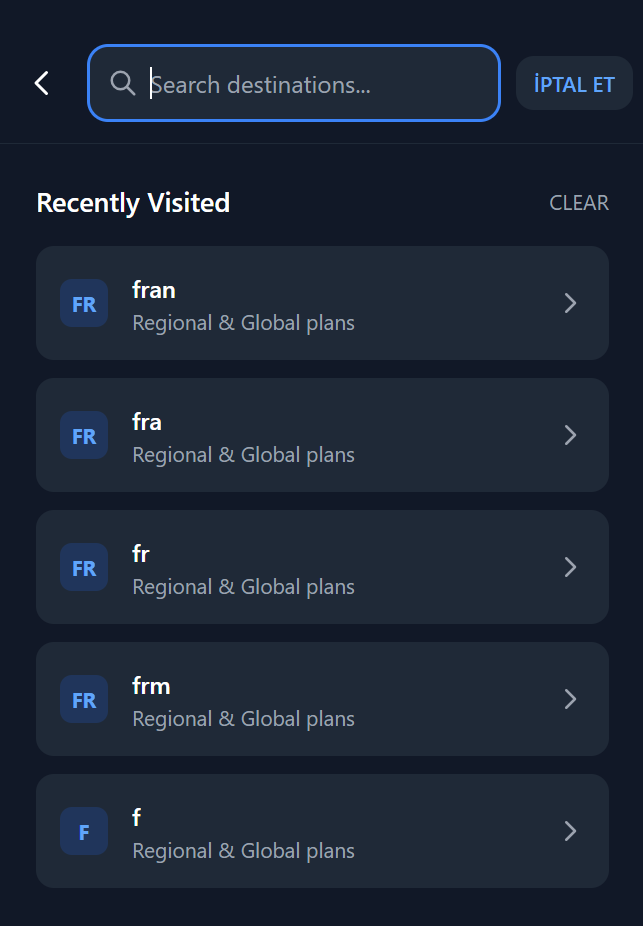 Search destinations...
İPTAL ET
Recently Visited
CLEAR
FR
fran
Regional & Global plans
FR
fra
Regional & Global plans
FR
fr
Regional & Global plans
FR
frm
Regional & Global plans
F
f
Regional & Global plans